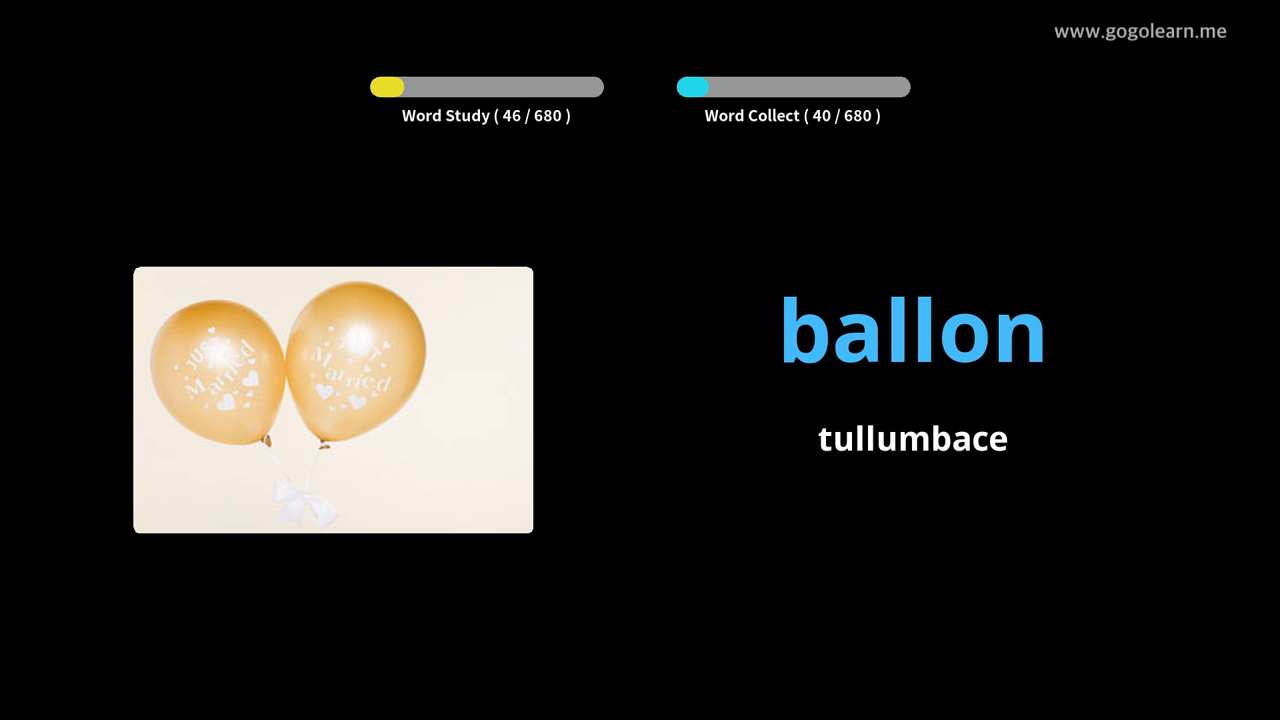 www.gogolearn.me
Word Study ( 46 / 680 )
Word Collect ( 40 / 680 )
JUST
Married
JUST
Married
ballon
tullumbace